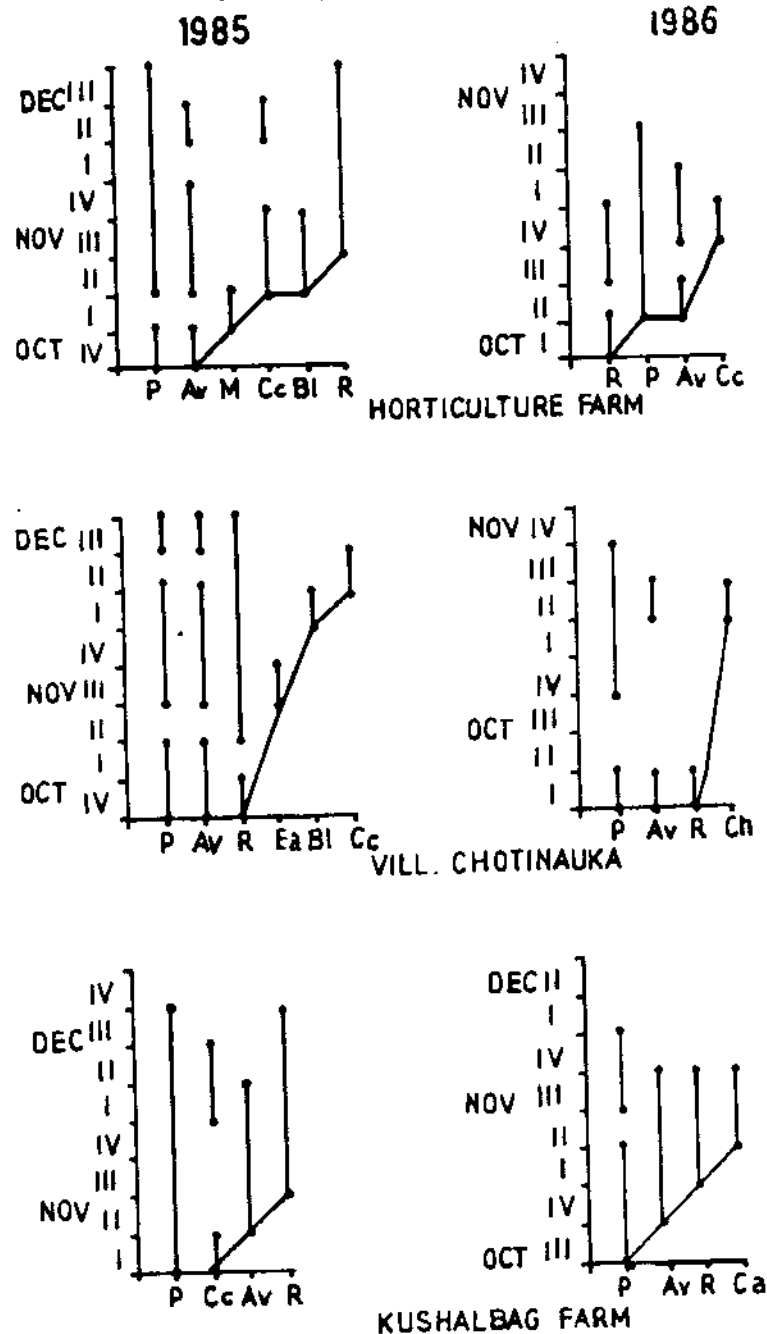 1985
1986
DEC III
II
I
IV
NOV III
II
I
OCT IV
P Av M Cc Bl R
IV
NOV
III
II
I
IV
III
II
OCT I
R P Av Cc
HORTICULTURE FARM
DEC III
II
I
IV
NOV III
II
I
OCT IV
P Av R Ea Bl Cc
NOV IV
III
II
I
IV
OCT III
II
I
P Av R Ch
VILL. CHOTINAUKA
IV
DEC III
II
I
IV
III
NOV II
I
P Cc Av R
DEC II
I
IV
NOV III
II
I
IV
OCT III
P Av R Ca
KUSHALBAG FARM